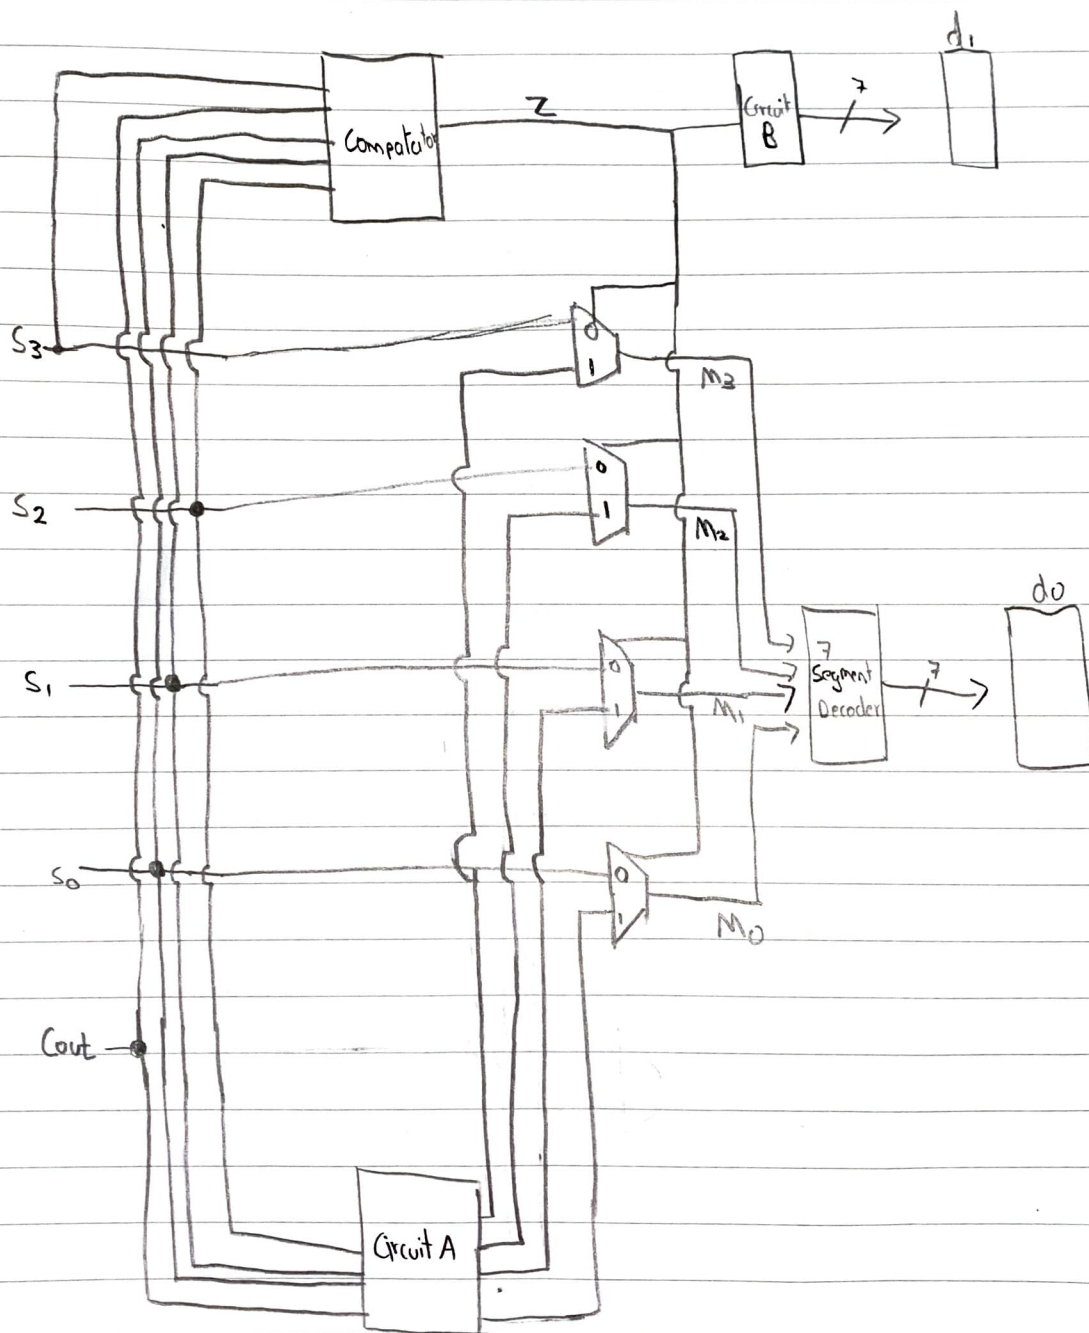 d1
7
Z
Circuit
B
Comparator
S3
0
1
M3
S2
0
1
M2
d0
S1
0
1
M1
7
Segment
Decoder
7
S0
0
1
M0
Cout
Circuit A